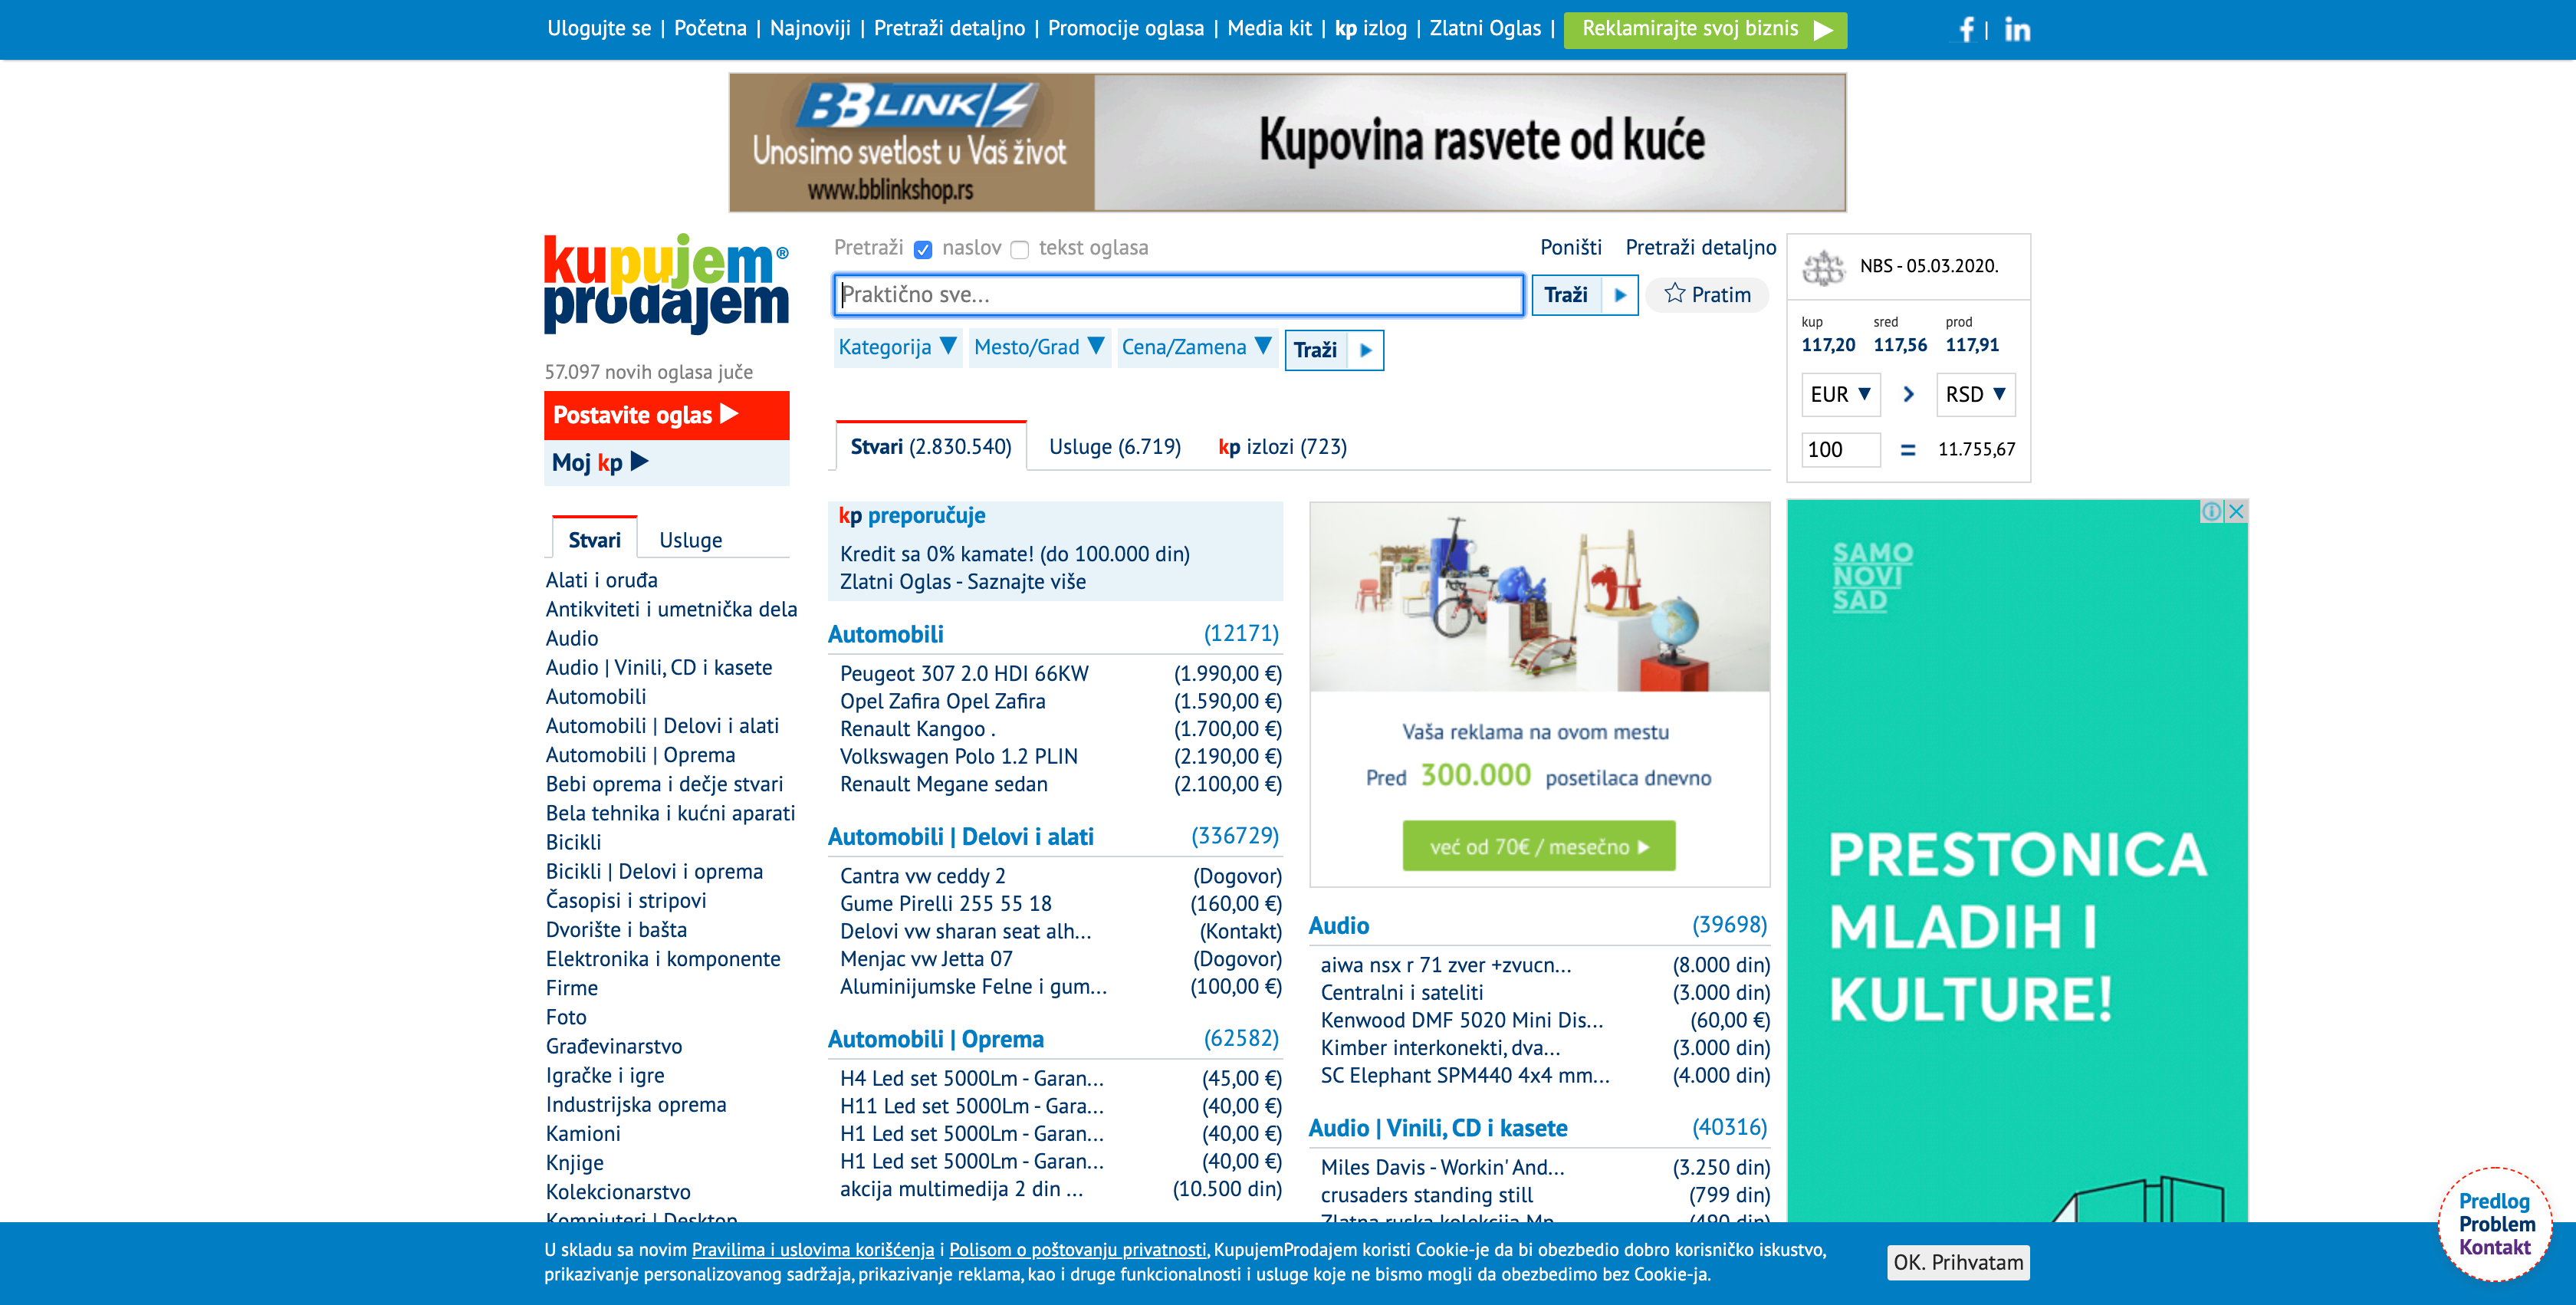 Ulogujte se | Početna | Najnoviji | Pretraži detaljno | Promocije oglasa | Media kit | kp izlog | Zlatni Oglas | Reklamirajte svoj biznis
BBLINK
Unosimo svetlost u Vaš život
www.bblinkshop.rs
Kupovina rasvete od kuće
kupujem®
prodajem
57.097 novih oglasa juče
Postavite oglas
Moj kp
Pretraži naslov tekst oglasa
Poništi Pretraži detaljno
Praktično sve...
Traži
Pratim
Kategorija Mesto/Grad Cena/Zamena Traži
NBS - 05.03.2020.
kup sred prod
117,20 117,56 117,91
EUR > RSD
100 = 11.755,67
Stvari (2.830.540) Usluge (6.719) kp izlozi (723)
Stvari Usluge
Alati i oruđa
Antikviteti i umetnička dela
Audio
Audio | Vinili, CD i kasete
Automobili
Automobili | Delovi i alati
Automobili | Oprema
Bebi oprema i dečje stvari
Bela tehnika i kućni aparati
Bicikli
Bicikli | Delovi i oprema
Časopisi i stripovi
Dvorište i bašta
Elektronika i komponente
Firme
Foto
Građevinarstvo
Igračke i igre
Industrijska oprema
Kamioni
Knjige
Kolekcionarstvo
Kompjuteri | Desktop
kp preporučuje
Kredit sa 0% kamate! (do 100.000 din)
Zlatni Oglas - Saznajte više
Automobili (12171)
Peugeot 307 2.0 HDI 66KW (1.990,00 €)
Opel Zafira Opel Zafira (1.590,00 €)
Renault Kangoo . (1.700,00 €)
Volkswagen Polo 1.2 PLIN (2.190,00 €)
Renault Megane sedan (2.100,00 €)
Automobili | Delovi i alati (336729)
Cantra vw ceddy 2 (Dogovor)
Gume Pirelli 255 55 18 (160,00 €)
Delovi vw sharan seat alh... (Kontakt)
Menjac vw Jetta 07 (Dogovor)
Aluminijumske Felne i gum... (100,00 €)
Automobili | Oprema (62582)
H4 Led set 5000Lm - Garan... (45,00 €)
H11 Led set 5000Lm - Gara... (40,00 €)
H1 Led set 5000Lm - Garan... (40,00 €)
H1 Led set 5000Lm - Garan... (40,00 €)
akcija multimedija 2 din ... (10.500 din)
Vaša reklama na ovom mestu
Pred 300.000 posetilaca dnevno
već od 70€ / mesečno
Audio (39698)
aiwa nsx r 71 zver +zvucn... (8.000 din)
Centralni i sateliti (3.000 din)
Kenwood DMF 5020 Mini Dis... (60,00 €)
Kimber interkonekti, dva... (3.000 din)
SC Elephant SPM440 4x4 mm... (4.000 din)
Audio | Vinili, CD i kasete (40316)
Miles Davis - Workin' And... (3.250 din)
crusaders standing still (799 din)
Zlatna ruska kolekcija Mp... (490 din)
SAMO
NOVI
SAD
PRESTONICA
MLADIH I
KULTURE!
U skladu sa novim Pravilima i uslovima korišćenja i Polisom o poštovanju privatnosti, KupujemProdajem koristi Cookie-je da bi obezbedio dobro korisničko iskustvo,
prikazivanje personalizovanog sadržaja, prikazivanje reklama, kao i druge funkcionalnosti i usluge koje ne bismo mogli da obezbedimo bez Cookie-ja.
OK. Prihvatam
Predlog
Problem
Kontakt